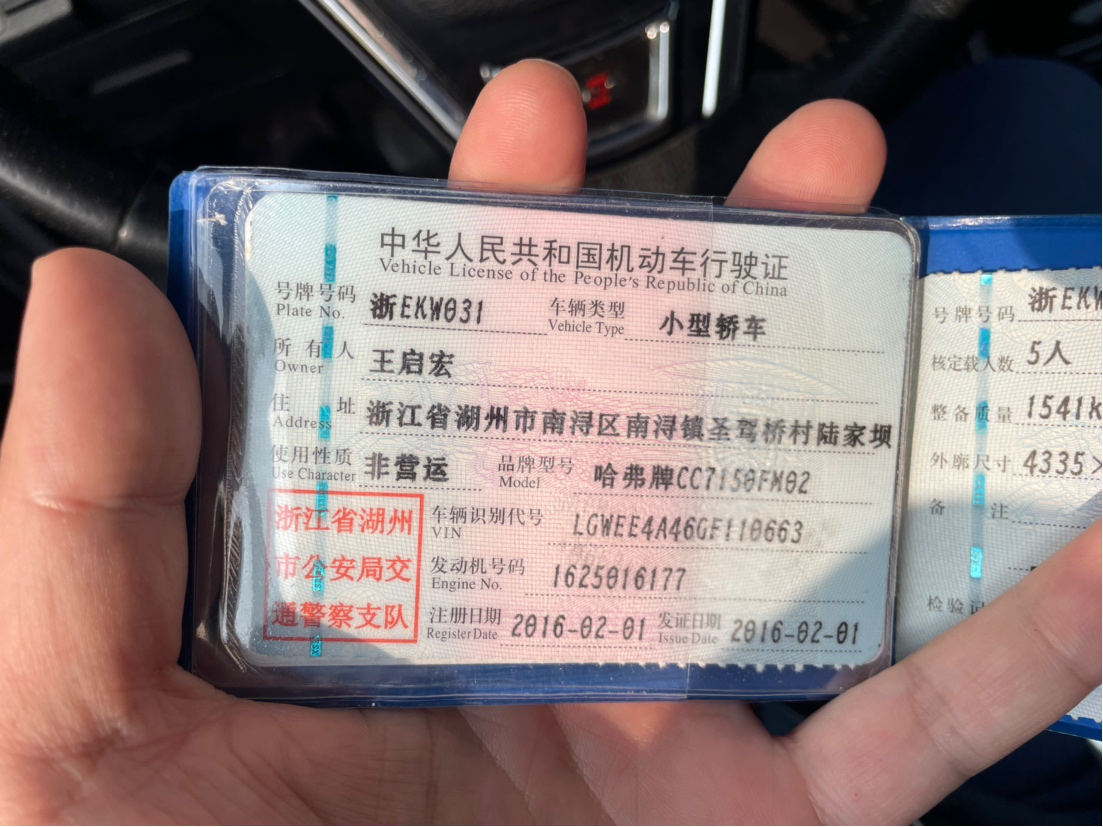 中华人民共和国机动车行驶证
Vehicle License of the People's Republic of China
号牌号码 浙EKW031 车辆类型 小型轿车
Plate No. Vehicle Type
所有人 王启宏
Owner
住址 浙江省湖州市南浔区南浔镇圣驾桥村陆家坝
Address
使用性质 非营运 品牌型号 哈弗牌CC7150FM02
Use Character Model
浙江省湖州
市公安局交
通警察支队
车辆识别代号 LGWEE4A46GF110663
VIN
发动机号码 1625016177
Engine No.
注册日期 2016-02-01 发证日期 2016-02-01
Register Date Issue Date
号牌号码 浙EKW
核定载人数 5人
整备质量 1541k
外廓尺寸 4335×
备注
检验记